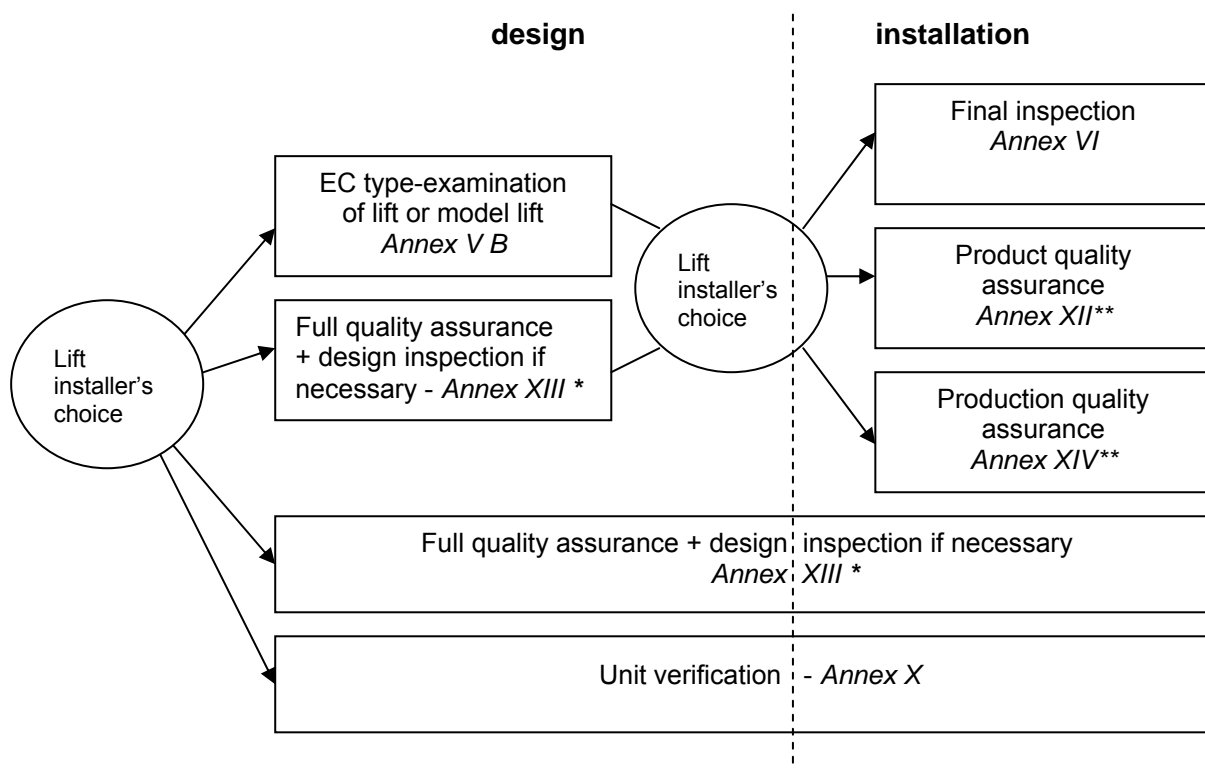 design
installation
Final inspection
Annex VI
EC type-examination
of lift or model lift
Annex V B
Lift
installer’s
choice
Product quality
assurance
Annex XII**
Lift
installer’s
choice
Full quality assurance
+ design inspection if
necessary - Annex XIII *
Production quality
assurance
Annex XIV**
Full quality assurance + design inspection if necessary
Annex XIII *
Unit verification - Annex X